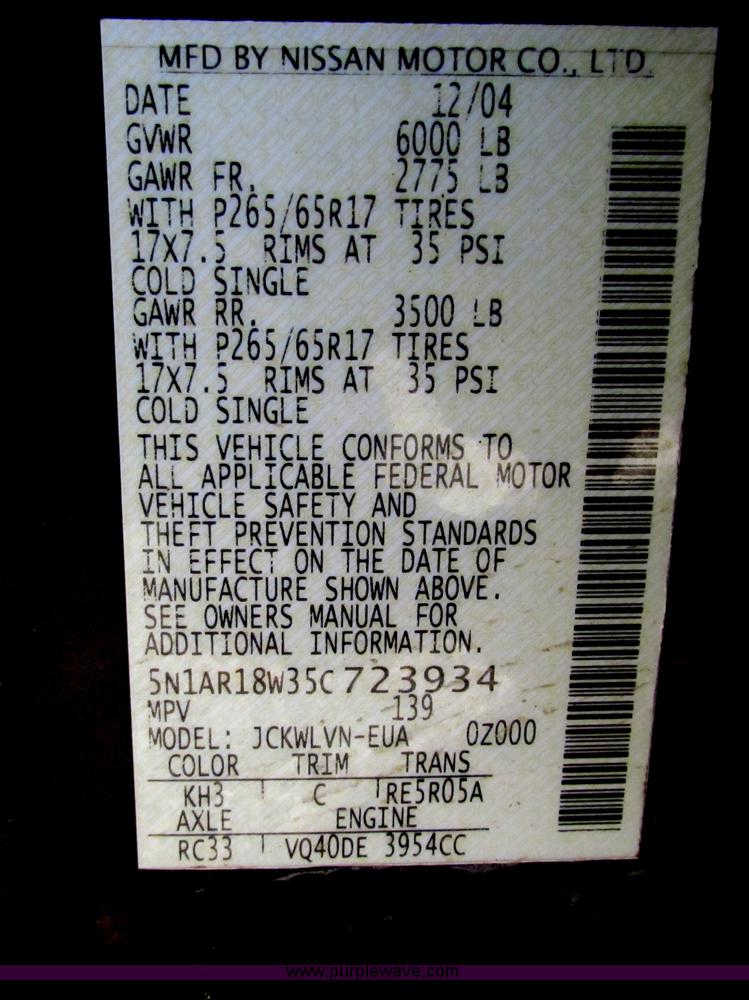 MFD BY NISSAN MOTOR CO., LTD.
DATE 12/04
GVWR 6000 LB
GAWR FR. 2775 LB
WITH P265/65R17 TIRES
17X7.5 RIMS AT 35 PSI
COLD SINGLE
GAWR RR. 3500 LB
WITH P265/65R17 TIRES
17X7.5 RIMS AT 35 PSI
COLD SINGLE
THIS VEHICLE CONFORMS TO
ALL APPLICABLE FEDERAL MOTOR
VEHICLE SAFETY AND
THEFT PREVENTION STANDARDS
IN EFFECT ON THE DATE OF
MANUFACTURE SHOWN ABOVE.
SEE OWNERS MANUAL FOR
ADDITIONAL INFORMATION.
5N1AR18W35C723934
MPV 139
MODEL: JCKWLVN-EUA 0Z000
COLOR TRIM TRANS
KH3 C RE5R05A
AXLE ENGINE
RC33 VQ40DE 3954CC
www.purplewave.com